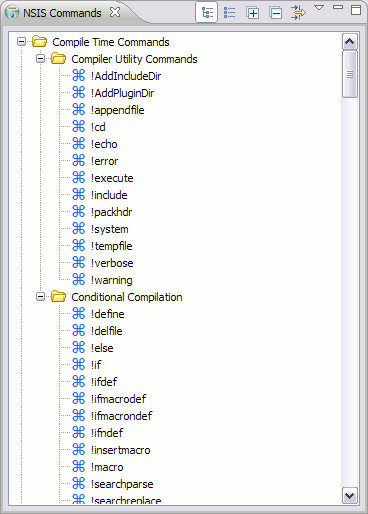 NSIS Commands
Compile Time Commands
Compiler Utility Commands
!AddIncludeDir
!AddPluginDir
!appendfile
!cd
!echo
!error
!execute
!include
!packhdr
!system
!tempfile
!verbose
!warning
Conditional Compilation
!define
!delfile
!else
!if
!ifdef
!ifmacrodef
!ifmacrondef
!ifndef
!insertmacro
!macro
!searchparse
!searchreplace